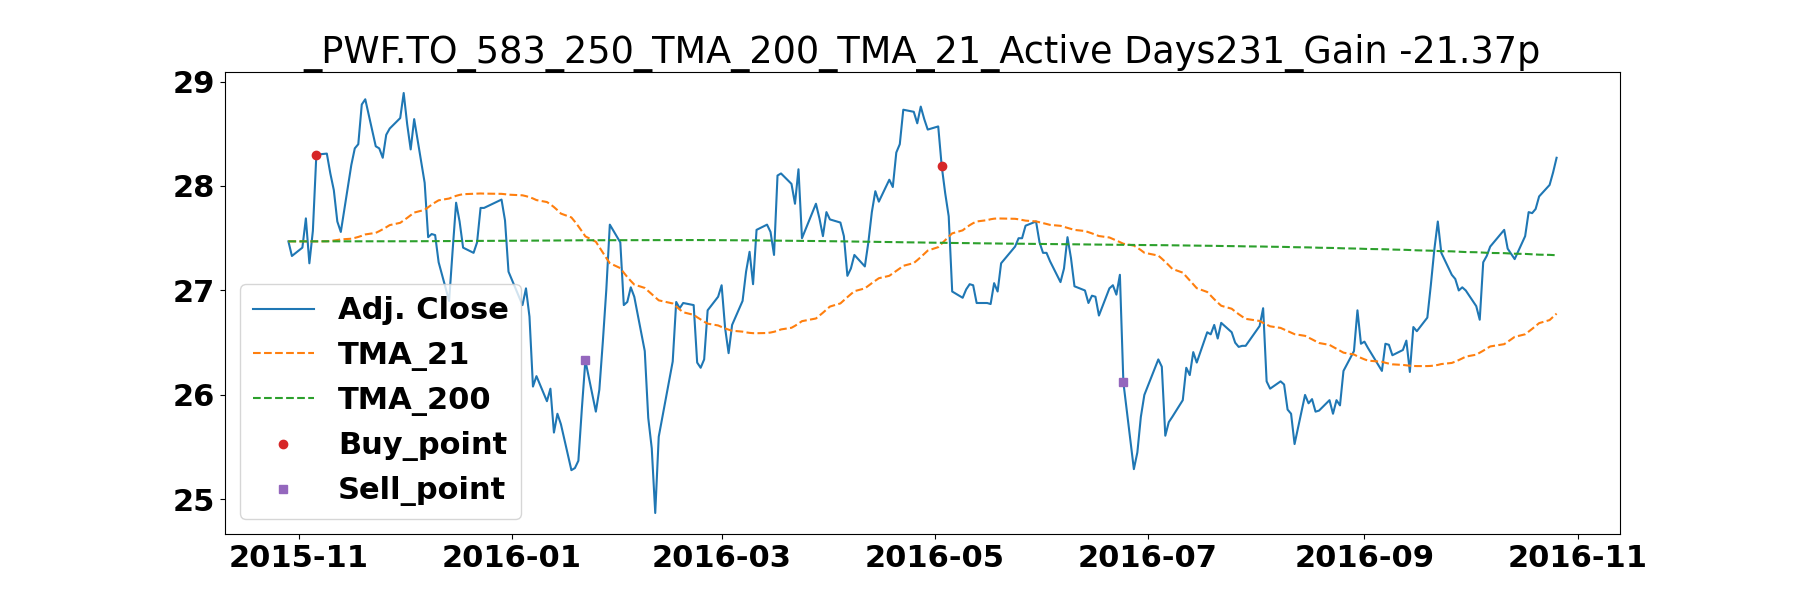 _PWF.TO_583_250_TMA_200_TMA_21_Active Days231_Gain -21.37p
29
28
27
26
25
Adj. Close
TMA_21
TMA_200
Buy_point
Sell_point
2015-11 2016-01 2016-03 2016-05 2016-07 2016-09 2016-11